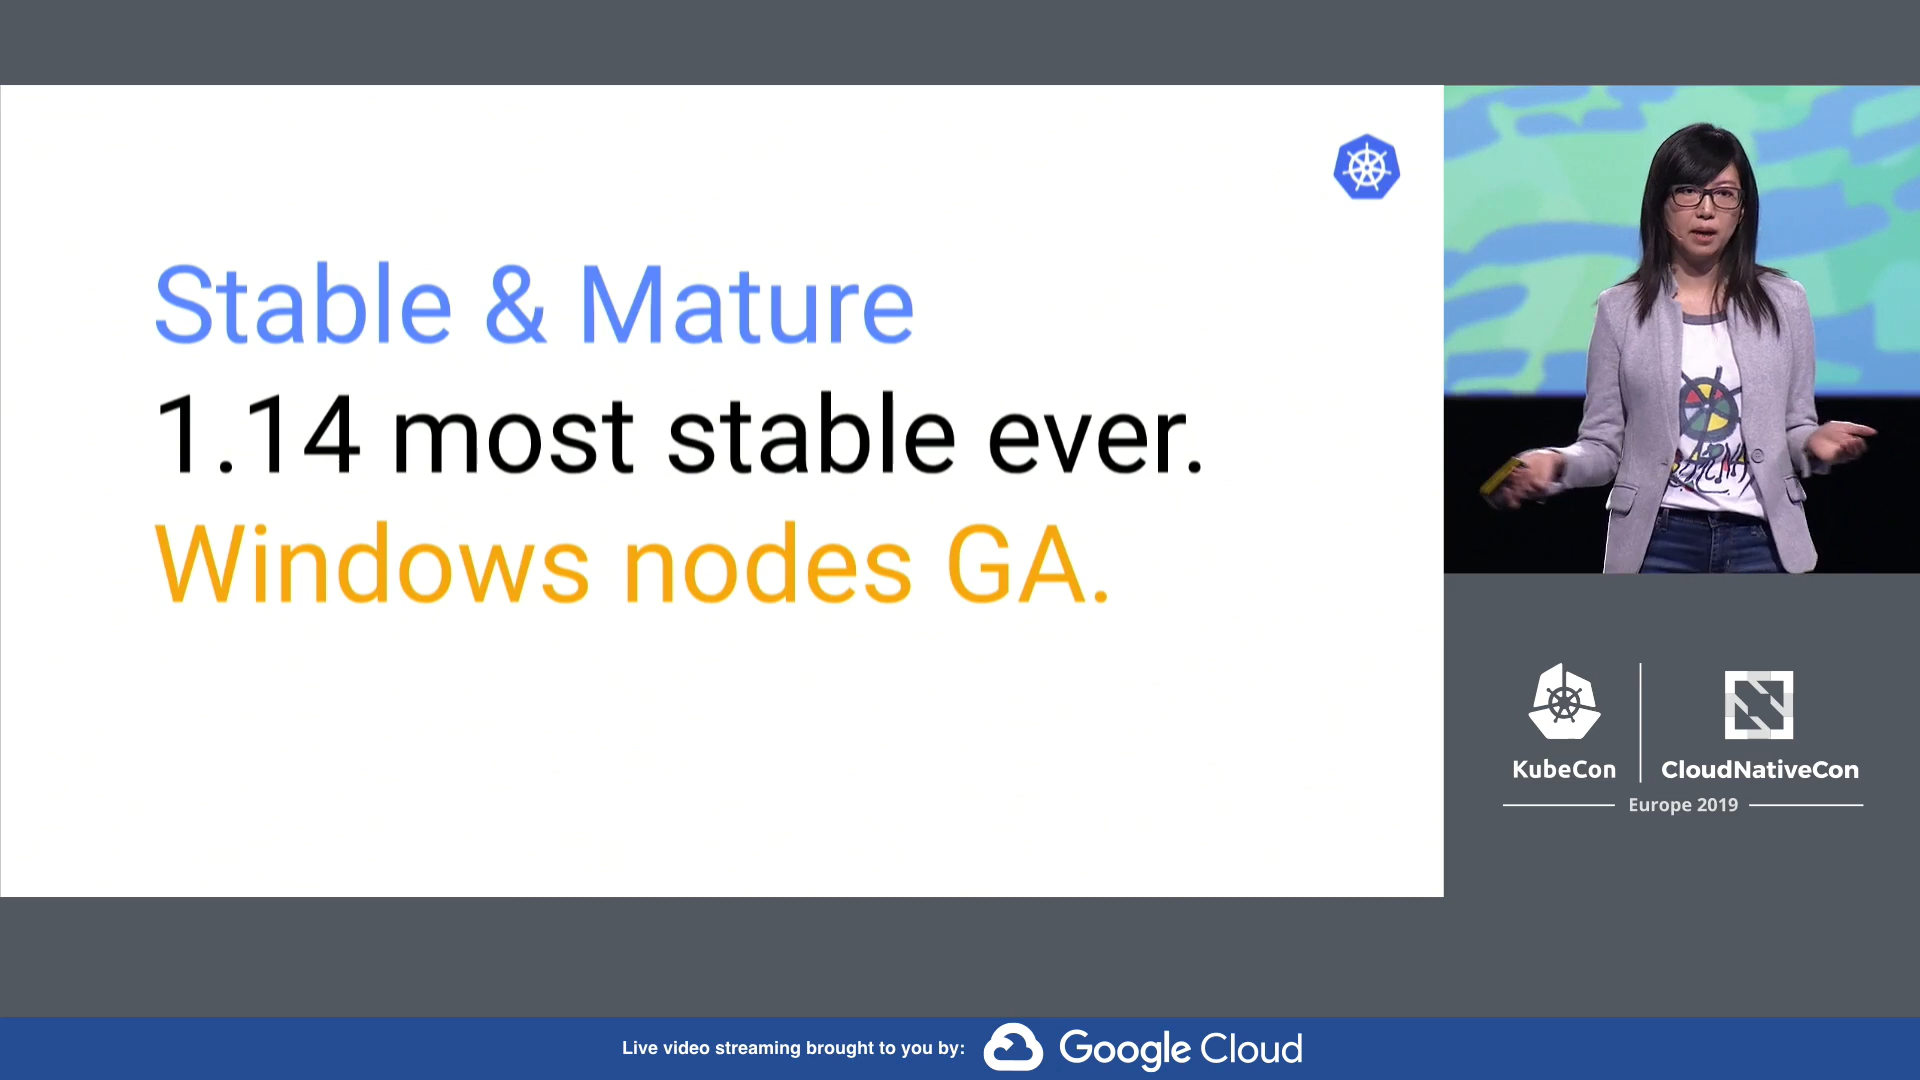 Stable & Mature
1.14 most stable ever.
Windows nodes GA.
KubeCon
CloudNativeCon
Europe 2019
Live video streaming brought to you by:
Google Cloud